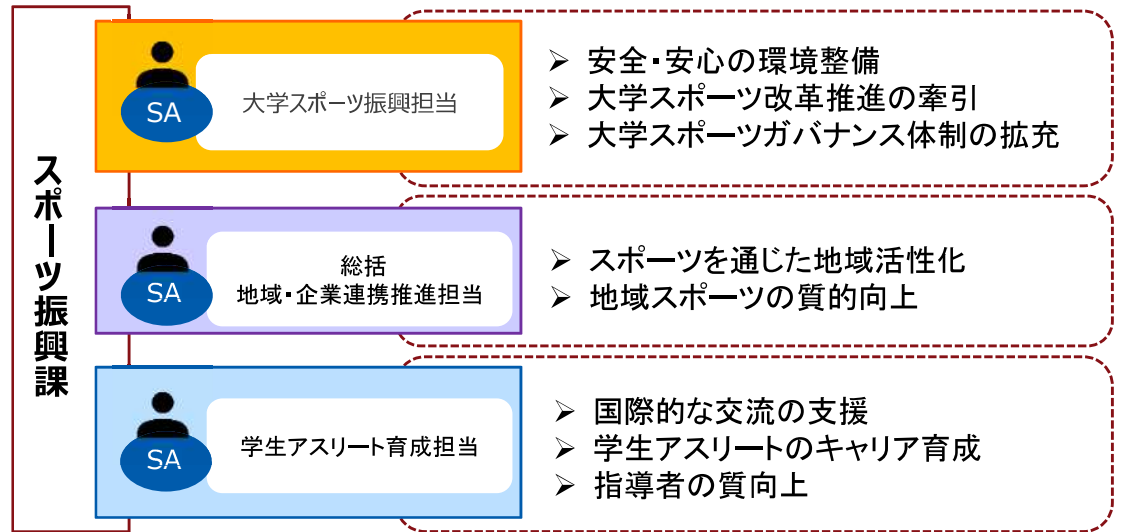 スポーツ振興課
SA
大学スポーツ振興担当
➢ 安全・安心の環境整備
➢ 大学スポーツ改革推進の牽引
➢ 大学スポーツガバナンス体制の拡充
SA
総括
地域・企業連携推進担当
➢ スポーツを通じた地域活性化
➢ 地域スポーツの質的向上
SA
学生アスリート育成担当
➢ 国際的な交流の支援
➢ 学生アスリートのキャリア育成
➢ 指導者の質向上